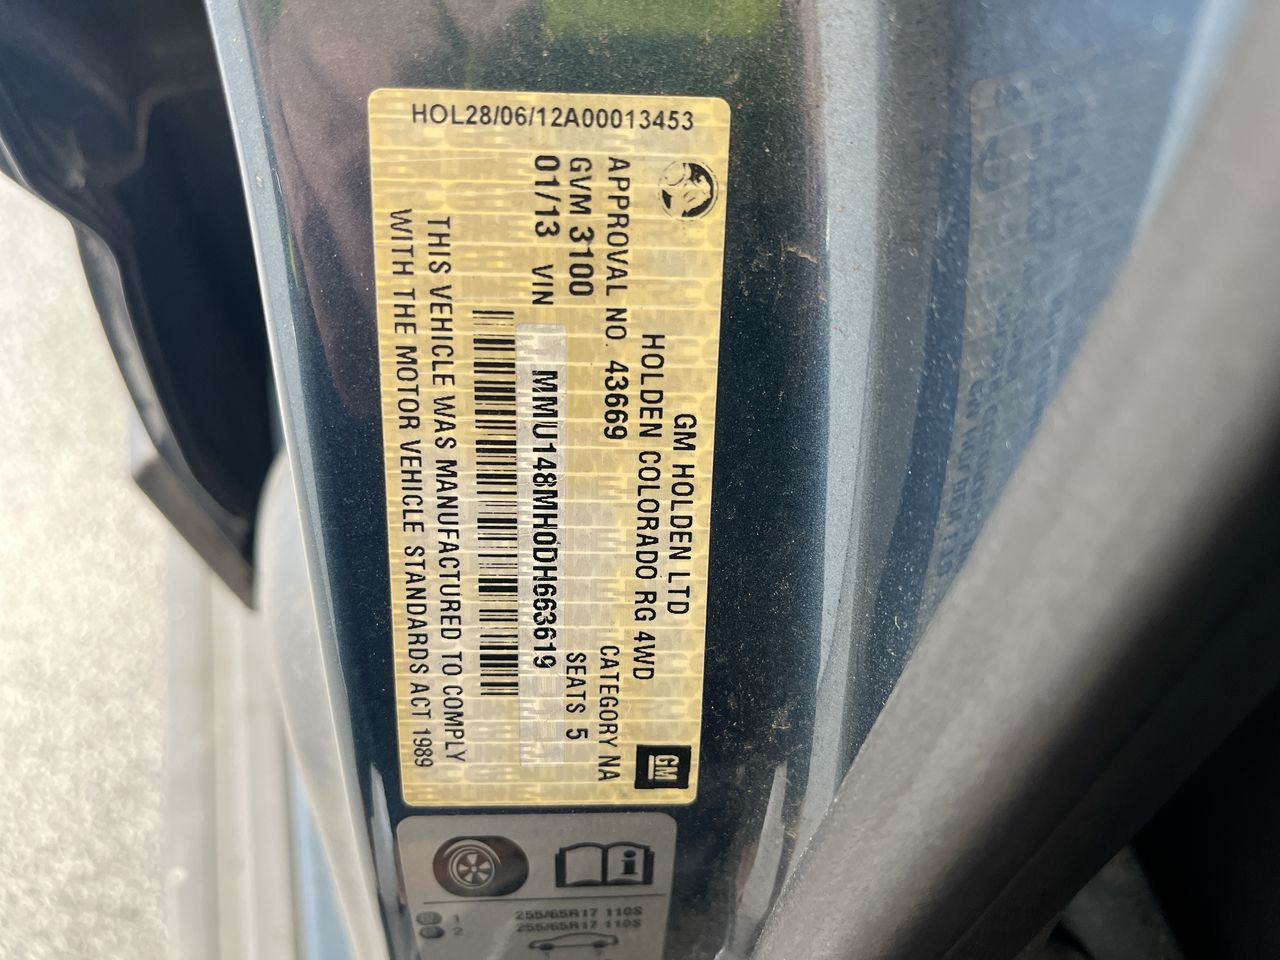 HOL28/06/12A00013453
GM HOLDEN LTD
HOLDEN COLORADO RG 4WD
APPROVAL NO. 43669 CATEGORY NA
GVM 3100 SEATS 5
01/13 VIN MMU148MH0DH663619
THIS VEHICLE WAS MANUFACTURED TO COMPLY
WITH THE MOTOR VEHICLE STANDARDS ACT 1989
GM
i
1 255/65R17 110S
2 255/65R17 110S